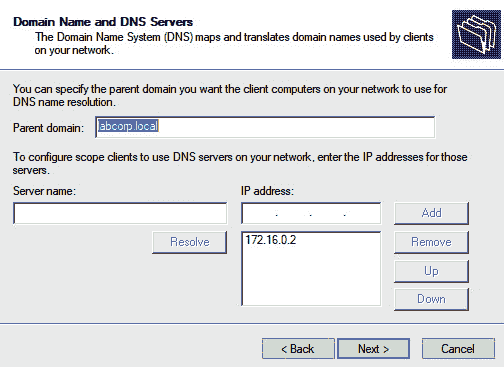 Domain Name and DNS Servers
The Domain Name System (DNS) maps and translates domain names used by clients
on your network.
You can specify the parent domain you want the client computers on your network to use for
DNS name resolution.
Parent domain: labcorp.local
To configure scope clients to use DNS servers on your network, enter the IP addresses for those
servers.
Server name: IP address:
. . . Add
Resolve 172.16.0.2 Remove
Up
Down
< Back Next > Cancel